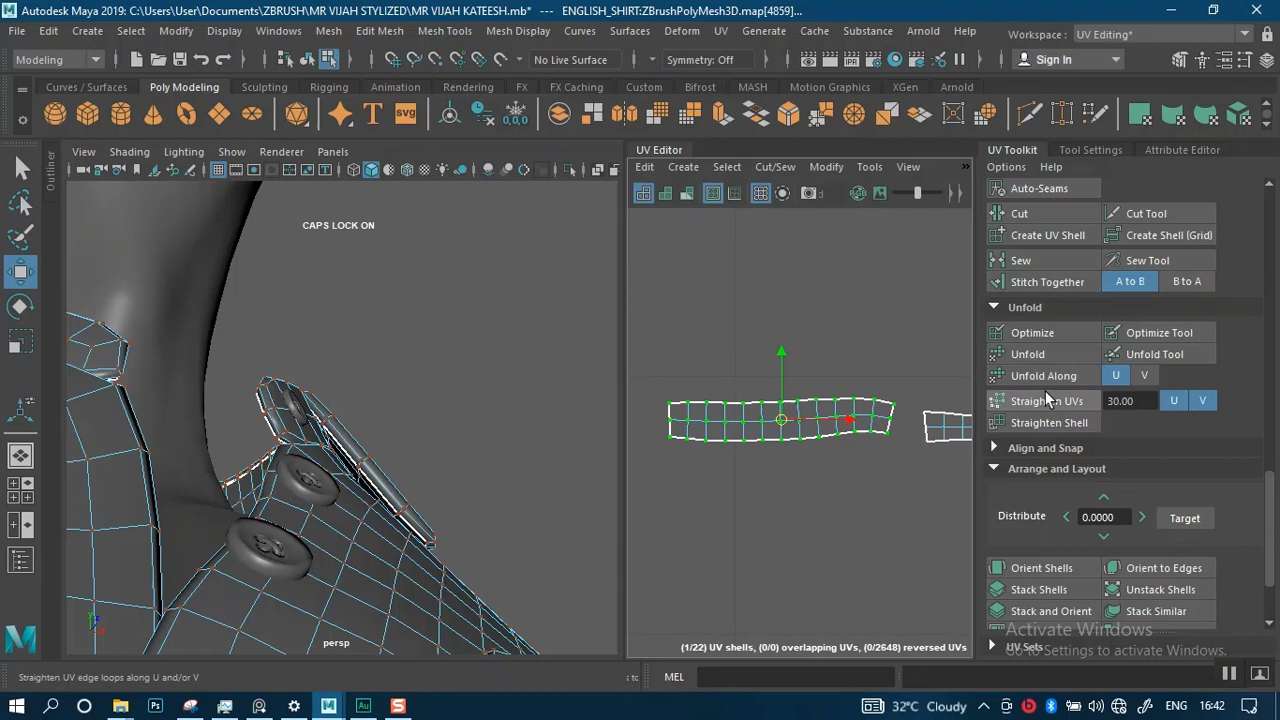 Autodesk Maya 2019: C:\Users\User\Documents\ZBRUSH\MR VIJAH STYLIZED\MR VIJAH KATEESH.mb* --- ENGLISH_SHIRT:ZBrushPolyMesh3D.map[4859]...
File Edit Create Select Modify Display Windows Mesh Edit Mesh Mesh Tools Mesh Display Curves Surfaces Deform UV Generate Cache Substance Arnold Help Workspace : UV Editing*
Modeling No Live Surface Symmetry: Off Sign In
Curves / Surfaces Poly Modeling Sculpting Rigging Animation Rendering FX FX Caching Custom Bifrost MASH Motion Graphics XGen Arnold
Outliner
View Shading Lighting Show Renderer Panels
CAPS LOCK ON
persp
UV Editor
Edit Create Select Cut/Sew Modify Tools View
(1/22) UV shells, (0/0) overlapping UVs, (0/2648) reversed UVs
UV Toolkit Tool Settings Attribute Editor
Options Help
Auto-Seams
Cut Cut Tool
Create UV Shell Create Shell (Grid)
Sew Sew Tool
Stitch Together A to B B to A
Unfold
Optimize Optimize Tool
Unfold Unfold Tool
Unfold Along U V
Straighten UVs 30.00 U V
Straighten Shell
Align and Snap
Arrange and Layout
Distribute 0.0000 Target
Orient Shells Orient to Edges
Stack Shells Unstack Shells
Stack and Orient Stack Similar
Activate Windows
Go to Settings to activate Windows.
UV Sets
Straighten UV edge loops along U and/or V
MEL
32°C Cloudy ENG 16:42